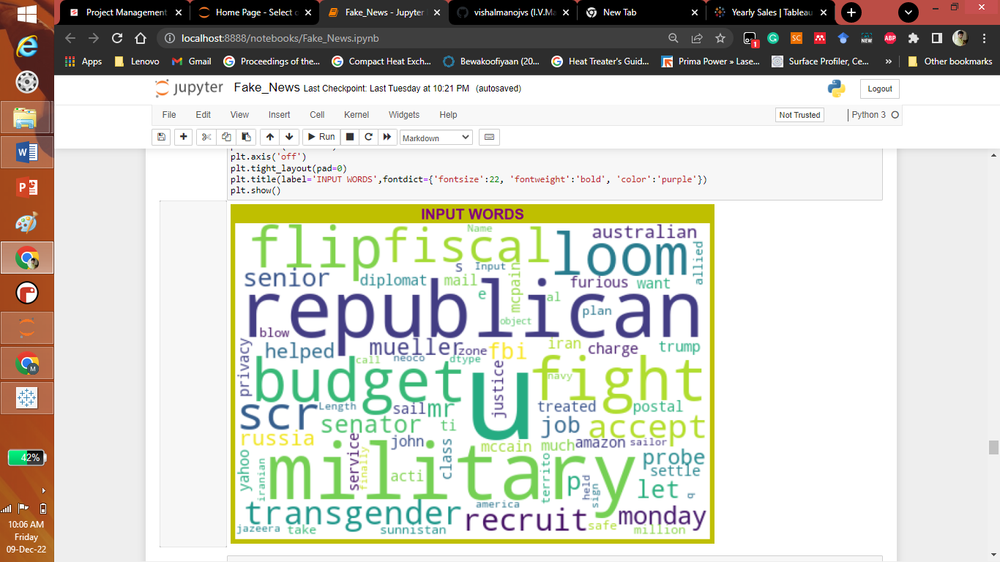 Project Management
Home Page - Select
Fake_News - Jupyter
vishalmanojvs (I.V.Ma
New Tab
Yearly Sales | Tableau
localhost:8888/notebooks/Fake_News.ipynb
1
SC
NEW
ABP
Apps
Lenovo
Gmail
Proceedings of the...
Compact Heat Exch...
Bewakoofiyaan (20...
Heat Treater's Guid...
Prima Power » Lase...
Surface Profiler, Ce...
»
Other bookmarks
jupyter
Fake_News Last Checkpoint: Last Tuesday at 10:21 PM (autosaved)
Logout
File Edit View Insert Cell Kernel Widgets Help
Not Trusted
Python 3
Run
Markdown
plt.axis('off')
plt.tight_layout(pad=0)
plt.title(label='INPUT WORDS',fontdict={'fontsize':22, 'fontweight':'bold', 'color':'purple'})
plt.show()
INPUT WORDS
flip
fiscal
Name
loom
australian
allied
senior
diplomat
s
Input
mail
mcpain
furious
want
e
al
republican
plan
object
blow
helped
mueller
zone
fbi
iran
charge
trump
privacy
call
neoco
dtype
budget
u
justice
navy
fight
scr
Length
sail
mr
treated
postal
senator
ti
job
accept
russia
service
finally
john
class
mccain
much
amazon
sailor
probe
settle
yahoo
iranian
military
acti
territo
p
held
sign
let
q
transgender
america
recruit
monday
jazeera
take
sunnistan
safe
million
42%
10:06 AM
Friday
09-Dec-22
M